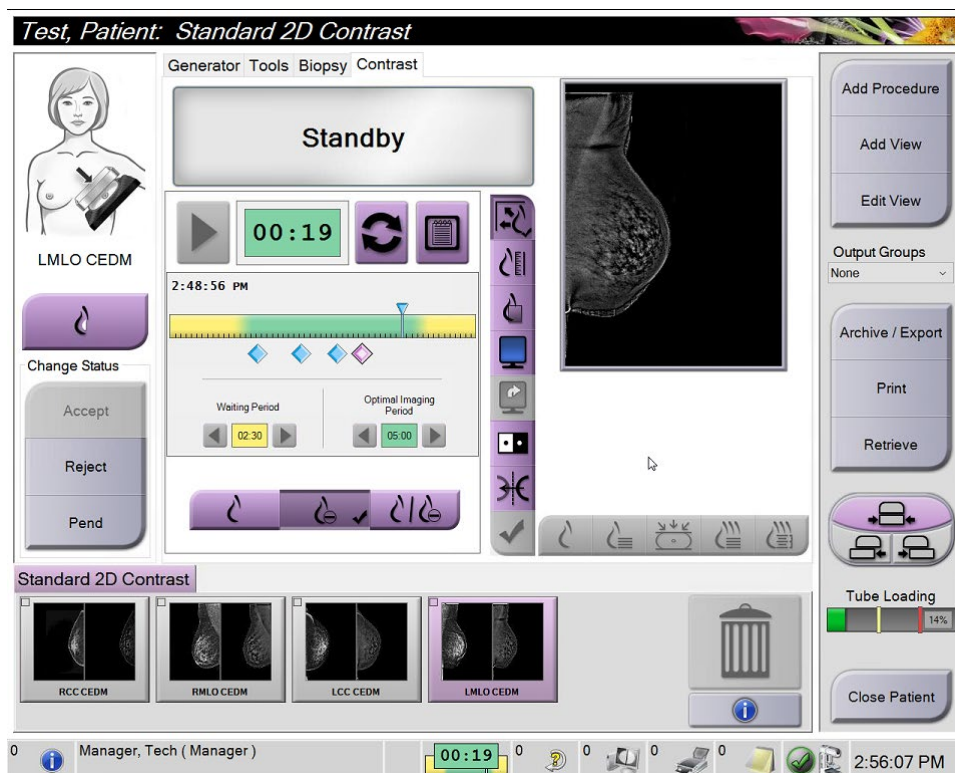 Test, Patient: Standard 2D Contrast
Generator Tools Biopsy Contrast
Standby
00:19
2:48:56 PM
Waiting Period
Optimal Imaging
Period
02:30
05:00
LMLO CEDM
Change Status
Accept
Reject
Pend
Add Procedure
Add View
Edit View
Output Groups
None
Archive / Export
Print
Retrieve
Tube Loading
14%
Close Patient
Standard 2D Contrast
RCC CEDM
RMLO CEDM
LCC CEDM
LMLO CEDM
0
Manager, Tech ( Manager )
00:19
0
0
0
0
2:56:07 PM